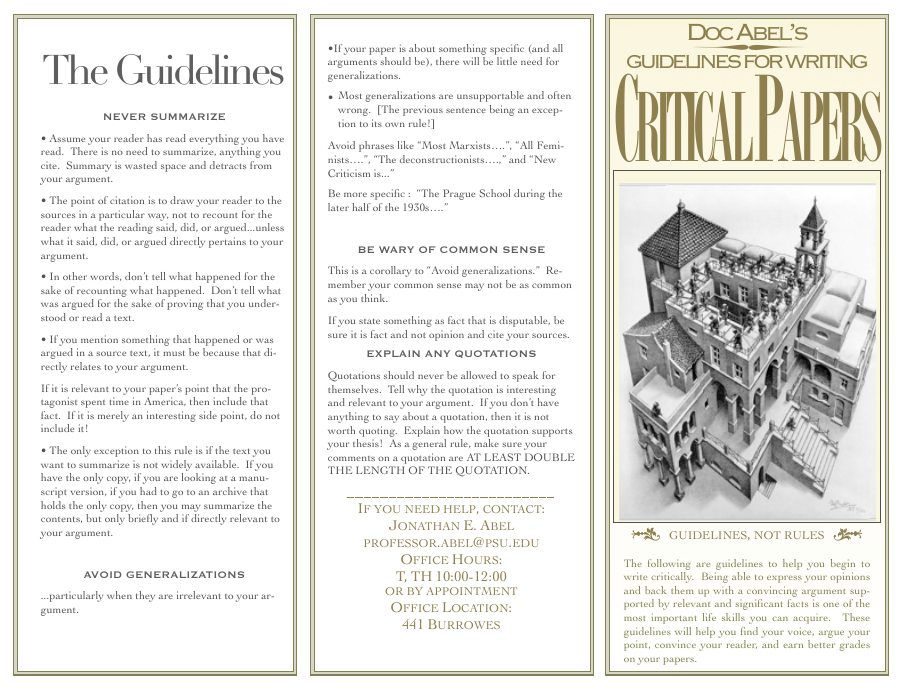 The Guidelines
NEVER SUMMARIZE
• Assume your reader has read everything you have
read.  There is no need to summarize, anything you
cite.  Summary is wasted space and detracts from
your argument.
• The point of citation is to draw your reader to the
sources in a particular way, not to recount for the
reader what the reading said, did, or argued...unless
what it said, did, or argued directly pertains to your
argument.
• In other words, don't tell what happened for the
sake of recounting what happened.  Don't tell what
was argued for the sake of proving that you under-
stood or read a text.
• If you mention something that happened or was
argued in a source text, it must be because that di-
rectly relates to your argument.
If it is relevant to your paper's point that the pro-
tagonist spent time in America, then include that
fact.  If it is merely an interesting side point, do not
include it!
• The only exception to this rule is if the text you
want to summarize is not widely available.  If you
have the only copy, if you are looking at a manu-
script version, if you had to go to an archive that
holds the only copy, then you may summarize the
contents, but only briefly and if directly relevant to
your argument.
AVOID GENERALIZATIONS
...particularly when they are irrelevant to your ar-
gument.
•If your paper is about something specific (and all
arguments should be), there will be little need for
generalizations.
• Most generalizations are unsupportable and often
wrong.  [The previous sentence being an excep-
tion to its own rule!]
Avoid phrases like “Most Marxists….”, “All Femi-
nists….”, “The deconstructionists….,” and “New
Criticism is...”
Be more specific :  “The Prague School during the
later half of the 1930s….”
BE WARY OF COMMON SENSE
This is a corollary to “Avoid generalizations.”  Re-
member your common sense may not be as common
as you think.
If you state something as fact that is disputable, be
sure it is fact and not opinion and cite your sources.
EXPLAIN ANY QUOTATIONS
Quotations should never be allowed to speak for
themselves.  Tell why the quotation is interesting
and relevant to your argument.  If you don't have
anything to say about a quotation, then it is not
worth quoting.  Explain how the quotation supports
your thesis!  As a general rule, make sure your
comments on a quotation are AT LEAST DOUBLE
THE LENGTH OF THE QUOTATION.
IF YOU NEED HELP, CONTACT:
JONATHAN E. ABEL
PROFESSOR.ABEL@PSU.EDU
OFFICE HOURS:
T, TH 10:00-12:00
OR BY APPOINTMENT
OFFICE LOCATION:
441 BURROWES
DOC ABEL'S
GUIDELINES FOR WRITING
CRITICAL PAPERS
GUIDELINES, NOT RULES
The following are guidelines to help you begin to
write critically.  Being able to express your opinions
and back them up with a convincing argument sup-
ported by relevant and significant facts is one of the
most important life skills you can acquire.  These
guidelines will help you find your voice, argue your
point, convince your reader, and earn better grades
on your papers.